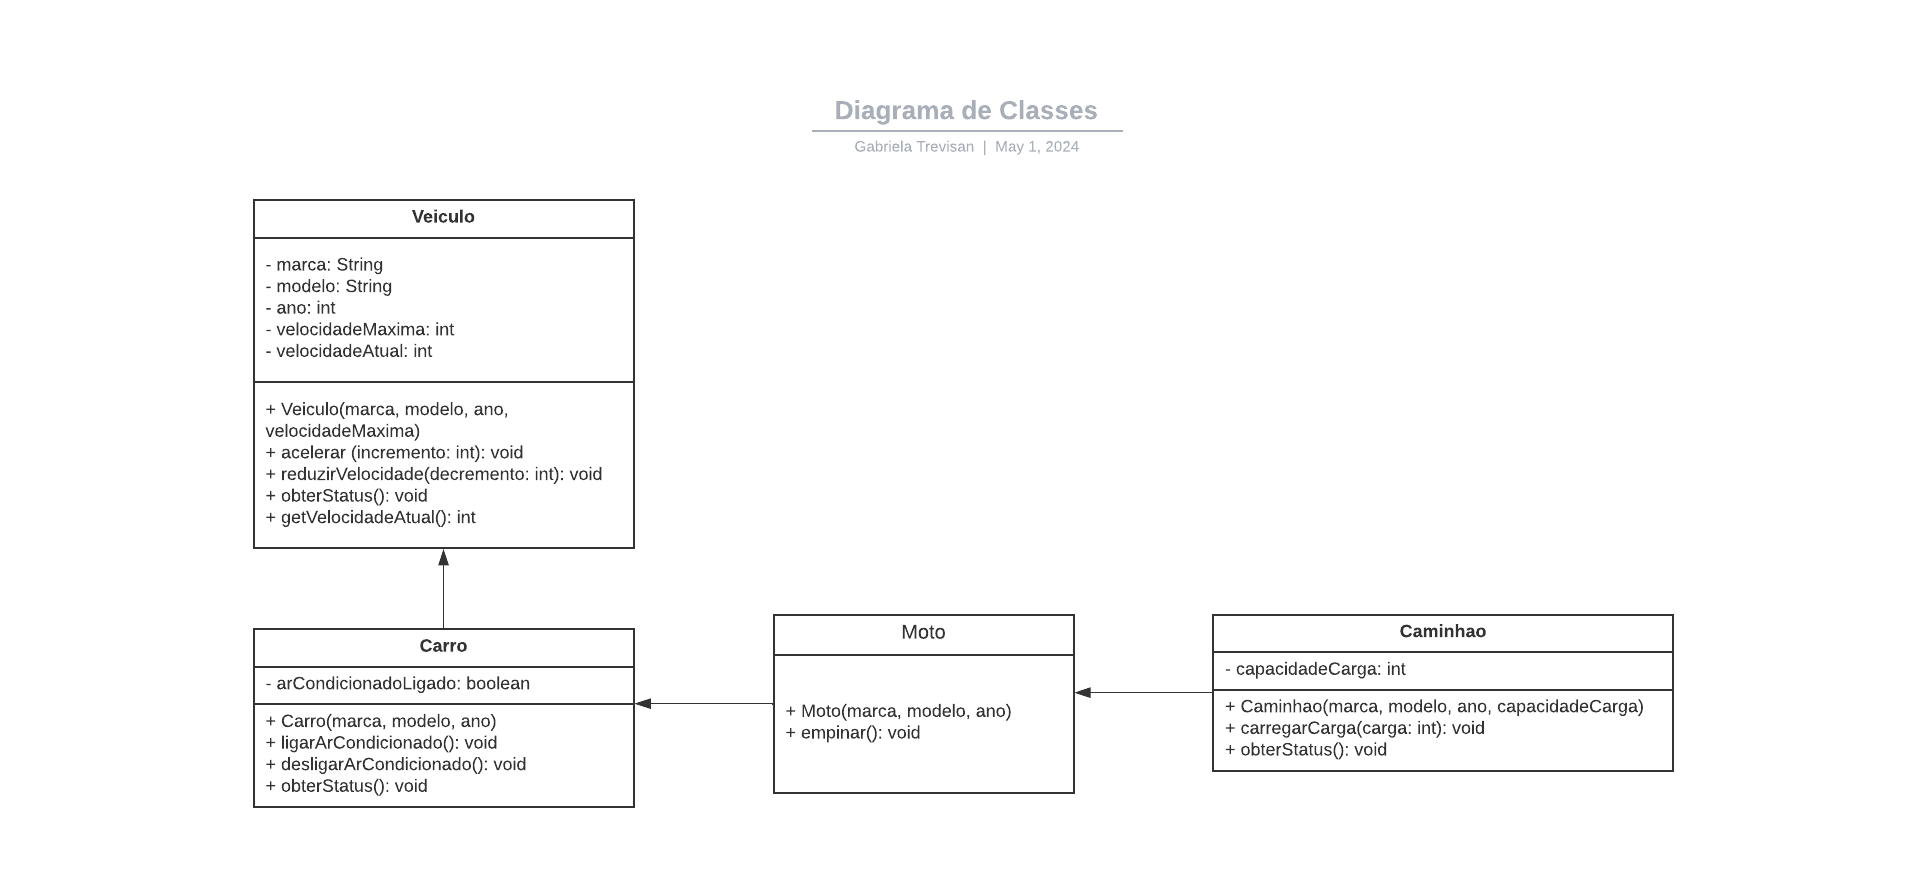 Diagrama de Classes
Gabriela Trevisan | May 1, 2024
Veiculo
- marca: String
- modelo: String
- ano: int
- velocidadeMaxima: int
- velocidadeAtual: int
+ Veiculo(marca, modelo, ano,
velocidadeMaxima)
+ acelerar (incremento: int): void
+ reduzirVelocidade(decremento: int): void
+ obterStatus(): void
+ getVelocidadeAtual(): int
Carro
- arCondicionadoLigado: boolean
+ Carro(marca, modelo, ano)
+ ligarArCondicionado(): void
+ desligarArCondicionado(): void
+ obterStatus(): void
Moto
+ Moto(marca, modelo, ano)
+ empinar(): void
Caminhao
- capacidadeCarga: int
+ Caminhao(marca, modelo, ano, capacidadeCarga)
+ carregarCarga(carga: int): void
+ obterStatus(): void